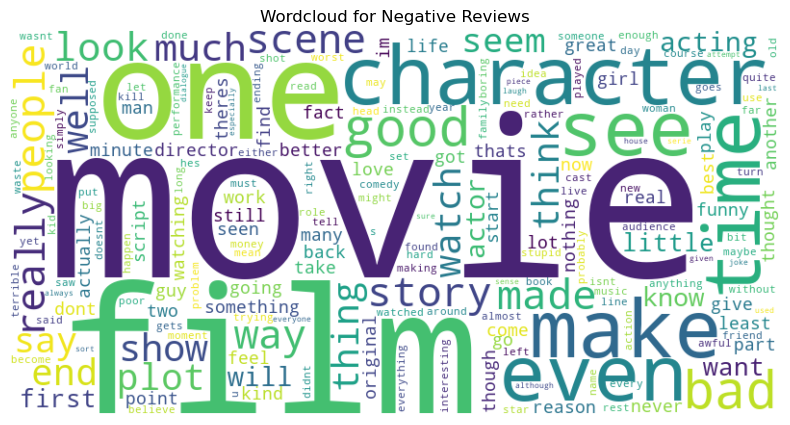 Wordcloud for Negative Reviews
wasnt done shot worst im life someone enough day course attempt old
world look much scene seem great acting
fan let read may idea goes quite
anyone people well supposed kill man performance dialogue theres keep especially find ending fact head instead year need girl woman rather played use last
one character good see time
simply minute director either better love set got thats think now best play far another
looking waste hes must right comedy might watch actor start nothing cast live new real turn
movie
really yet kid put big doesnt actually script watching long work still seen money mean role tell many back take s found hard making sure lot stupid audience probably little funny bit maybe joke given thought
terrible saw happen problem
always poor guy going something story made sense book music isnt line anything without
said dont two gets trying everyone watched around know give least friend used
film
say become sort show moment way feel thing original almost come go make awful part
end plot will kind u didnt everything interesting though left although even action name every want bad
first point believe star reason rest never
family boring piece laugh house